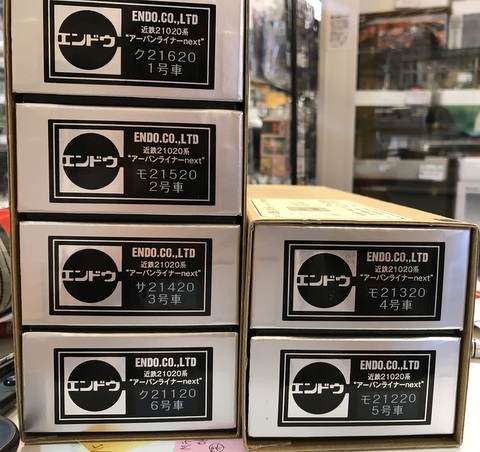 エンドウ
ENDO.CO.,LTD
近鉄21020系
"アーバンライナーnext"
ク21620
1号車
エンドウ
ENDO.CO.,LTD
近鉄21020系
"アーバンライナーnext"
モ21520
2号車
エンドウ
ENDO.CO.,LTD
近鉄21020系
"アーバンライナーnext"
サ21420
3号車
エンドウ
ENDO.CO.,LTD
近鉄21020系
"アーバンライナーnext"
ク21120
6号車
エンドウ
ENDO.CO.,LTD
近鉄21020系
"アーバンライナーnext"
モ21320
4号車
エンドウ
ENDO.CO.,LTD
近鉄21020系
"アーバンライナーnext"
モ21220
5号車